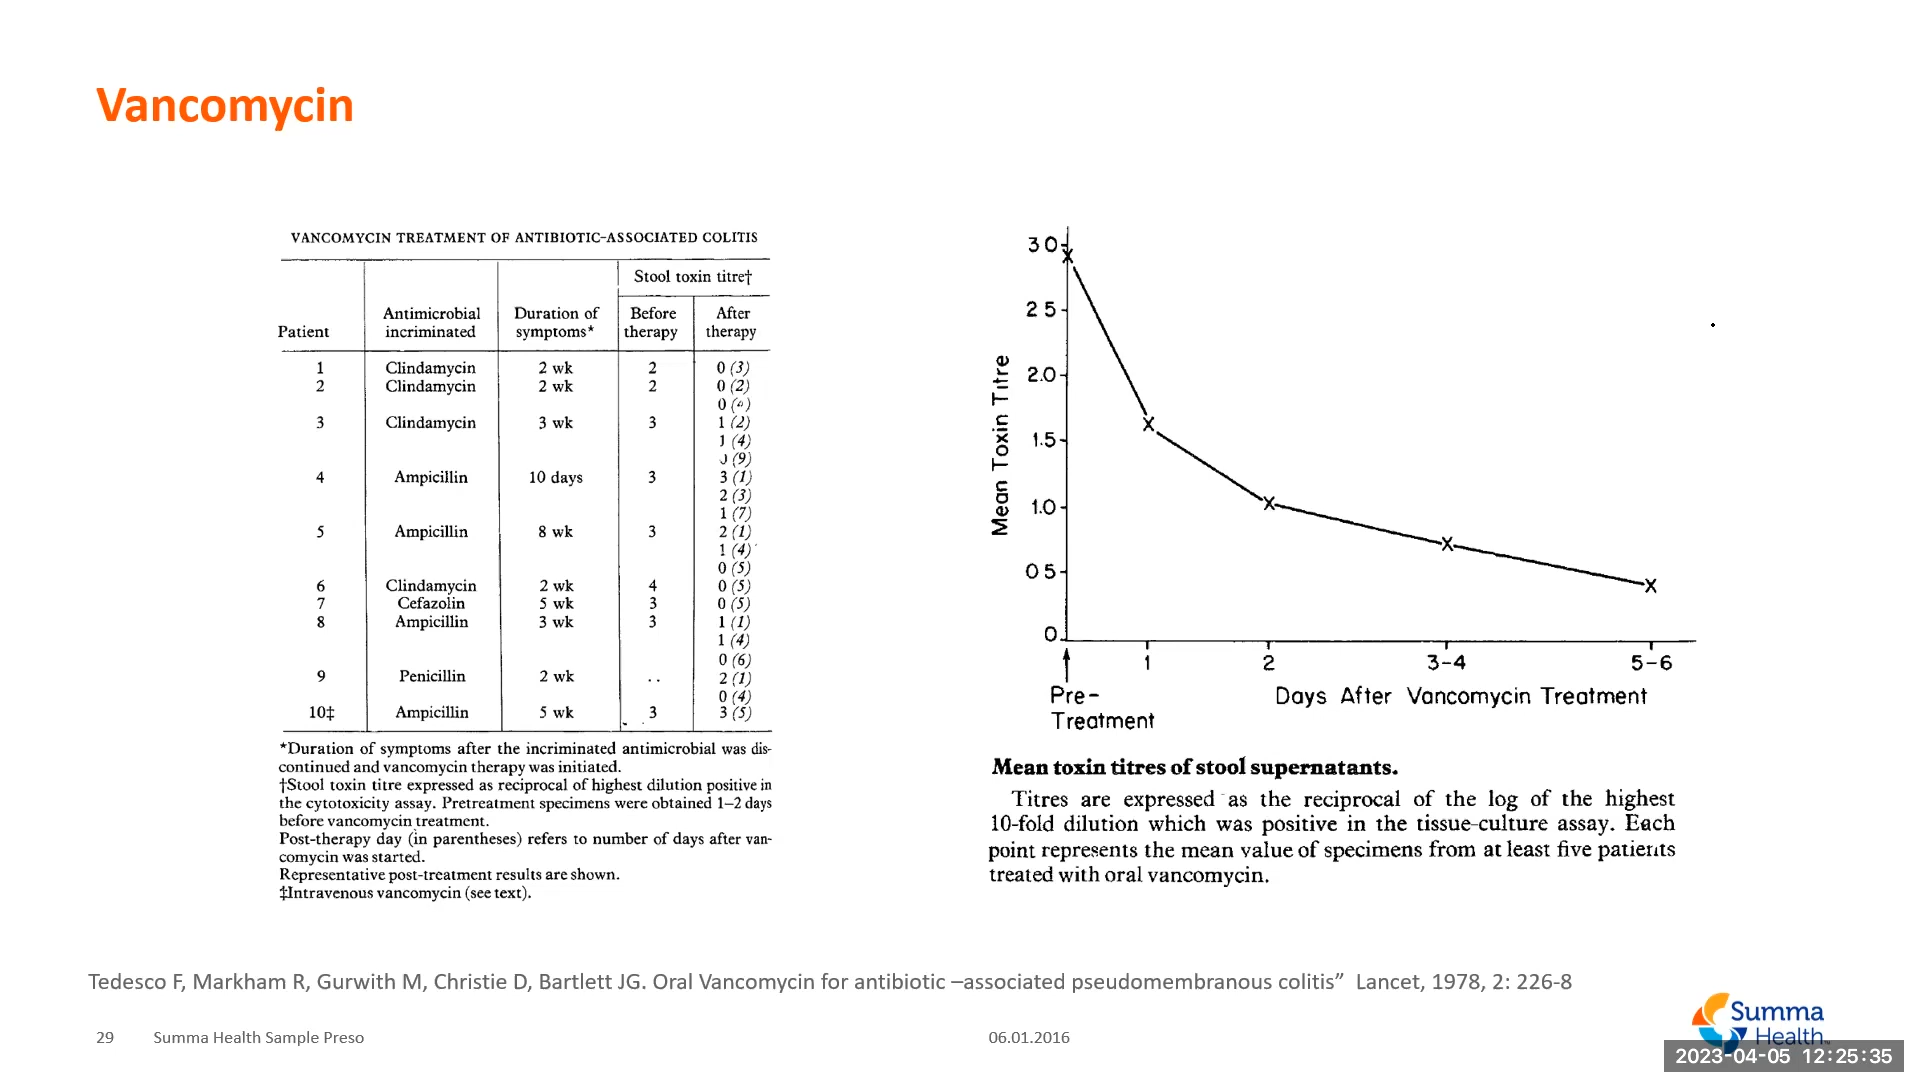 Vancomycin
VANCOMYCIN TREATMENT OF ANTIBIOTIC-ASSOCIATED COLITIS
Patient | Antimicrobial incriminated | Duration of symptoms* | Stool toxin titre† Before therapy | After therapy
1 Clindamycin 2 wk 2 0 (3)
2 Clindamycin 2 wk 2 0 (2)
0
3 Clindamycin 3 wk 3 1 (2)
1 (4)
(9)
4 Ampicillin 10 days 3 3 (1)
2 (3)
1 (7)
5 Ampicillin 8 wk 3 2 (1)
1 (4)
0 (5)
6 Clindamycin 2 wk 4 0 (5)
7 Cefazolin 5 wk 3 0 (5)
8 Ampicillin 3 wk 3 1 (1)
1 (4)
0 (6)
9 Penicillin 2 wk .. 2 (1)
0 (4)
10‡ Ampicillin 5 wk 3 3 (5)
*Duration of symptoms after the incriminated antimicrobial was dis-
continued and vancomycin therapy was initiated.
†Stool toxin titre expressed as reciprocal of highest dilution positive in
the cytotoxicity assay. Pretreatment specimens were obtained 1–2 days
before vancomycin treatment.
Post-therapy day (in parentheses) refers to number of days after van-
comycin was started.
Representative post-treatment results are shown.
‡Intravenous vancomycin (see text).
Mean Toxin Titre
3 0
2 5
2.0
1.5
1.0
0 5
0
1 2 3-4 5-6
Pre-
Treatment
Days After Vancomycin Treatment
Mean toxin titres of stool supernatants.
Titres are expressed as the reciprocal of the log of the highest
10-fold dilution which was positive in the tissue-culture assay. Each
point represents the mean value of specimens from at least five patients
treated with oral vancomycin.
Tedesco F, Markham R, Gurwith M, Christie D, Bartlett JG. Oral Vancomycin for antibiotic –associated pseudomembranous colitis” Lancet, 1978, 2: 226-8
29 Summa Health Sample Preso 06.01.2016
Summa
Health
2023-04-05 12:25:35